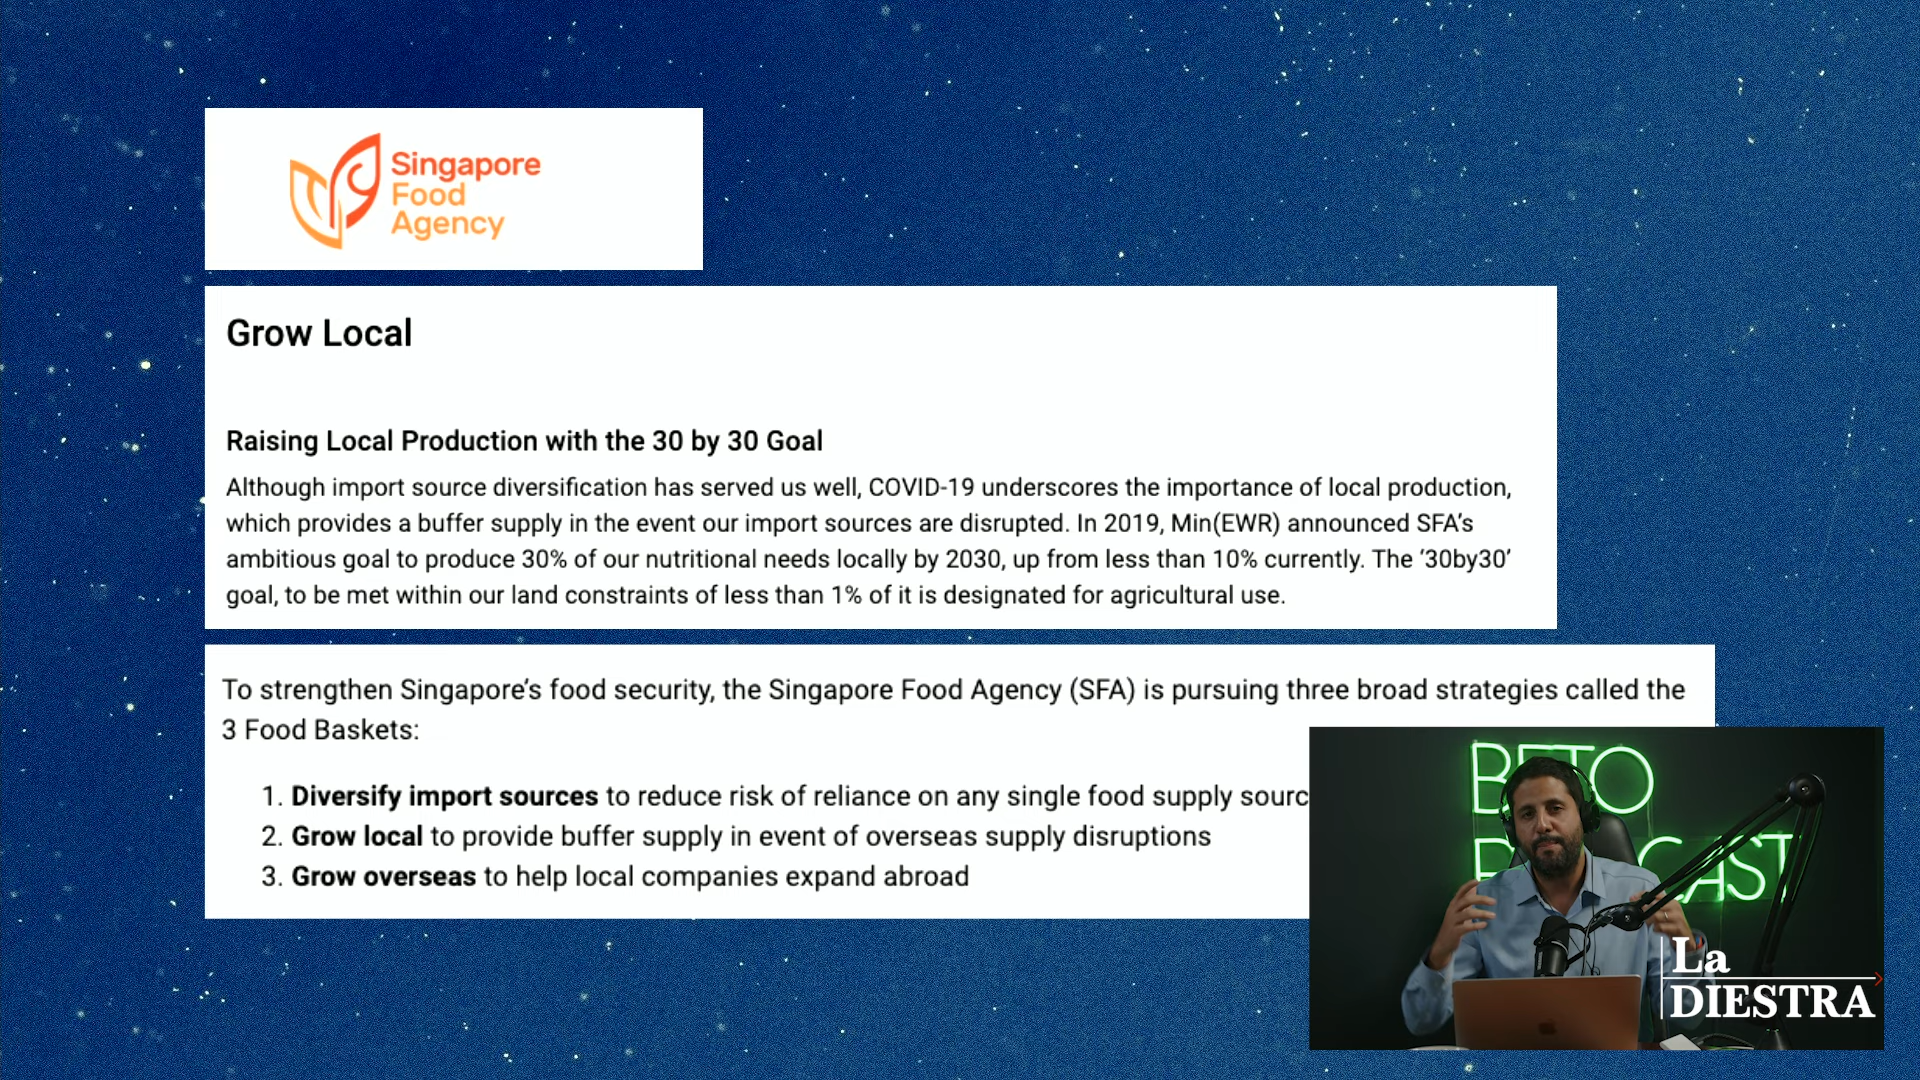 Singapore
Food
Agency
Grow Local
Raising Local Production with the 30 by 30 Goal
Although import source diversification has served us well, COVID-19 underscores the importance of local production,
which provides a buffer supply in the event our import sources are disrupted. In 2019, Min(EWR) announced SFA’s
ambitious goal to produce 30% of our nutritional needs locally by 2030, up from less than 10% currently. The ‘30by30’
goal, to be met within our land constraints of less than 1% of it is designated for agricultural use.
To strengthen Singapore’s food security, the Singapore Food Agency (SFA) is pursuing three broad strategies called the
3 Food Baskets:
1. Diversify import sources to reduce risk of reliance on any single food supply sourc
2. Grow local to provide buffer supply in event of overseas supply disruptions
3. Grow overseas to help local companies expand abroad
BETO
La
DIESTRA